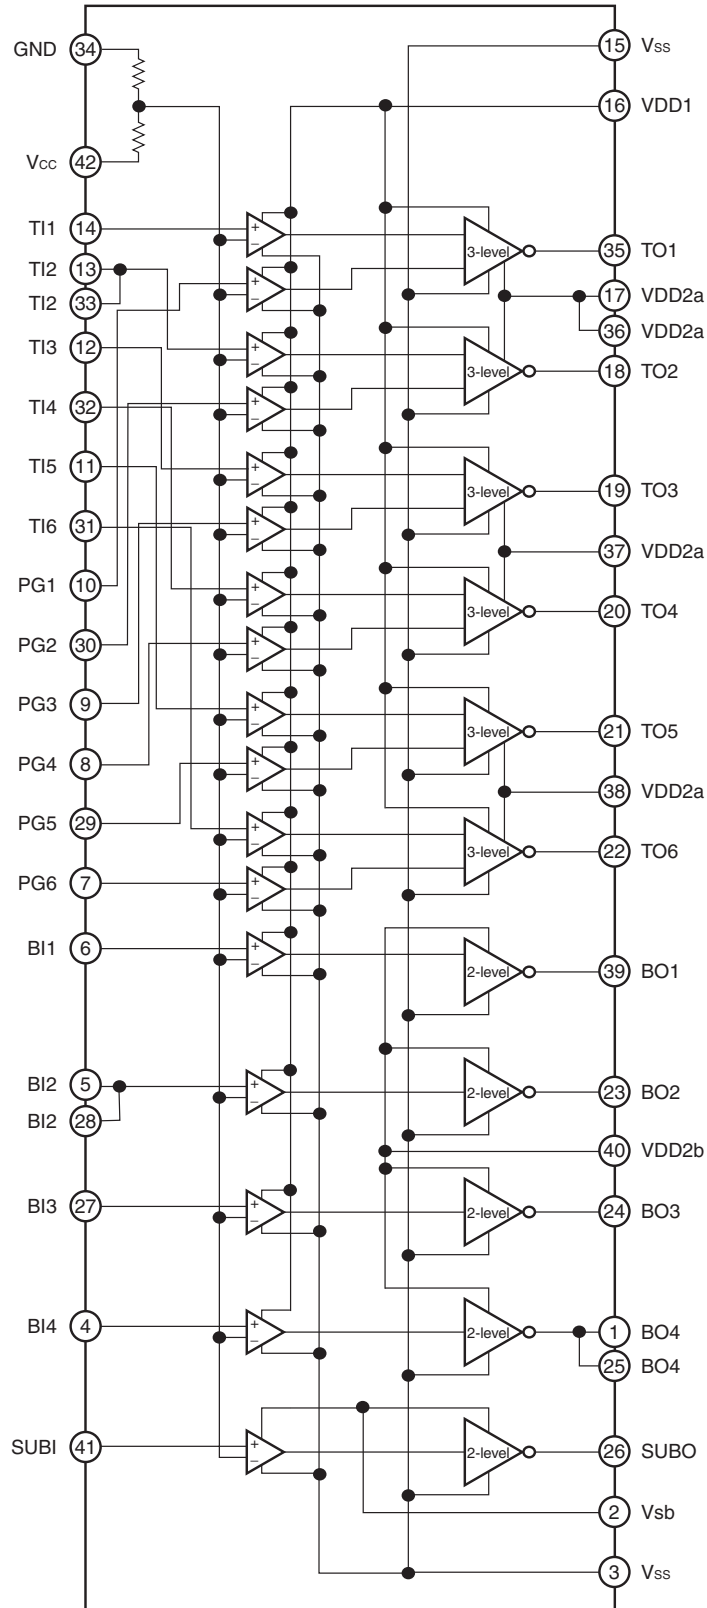 GND 34
15 Vss
16 VDD1
Vcc 42
TI1 14
+
−
3-level
35 TO1
TI2 13
+
−
17 VDD2a
TI2 33
36 VDD2a
TI3 12
+
−
3-level
18 TO2
TI4 32
+
−
TI5 11
+
−
3-level
19 TO3
TI6 31
+
−
37 VDD2a
PG1 10
+
−
3-level
20 TO4
PG2 30
+
−
PG3 9
+
−
3-level
21 TO5
PG4 8
+
−
38 VDD2a
PG5 29
+
−
3-level
22 TO6
PG6 7
+
−
BI1 6
+
−
2-level
39 BO1
BI2 5
+
−
2-level
23 BO2
BI2 28
40 VDD2b
BI3 27
+
−
2-level
24 BO3
BI4 4
+
−
2-level
1 BO4
25 BO4
SUBI 41
+
−
2-level
26 SUBO
2 Vsb
3 Vss